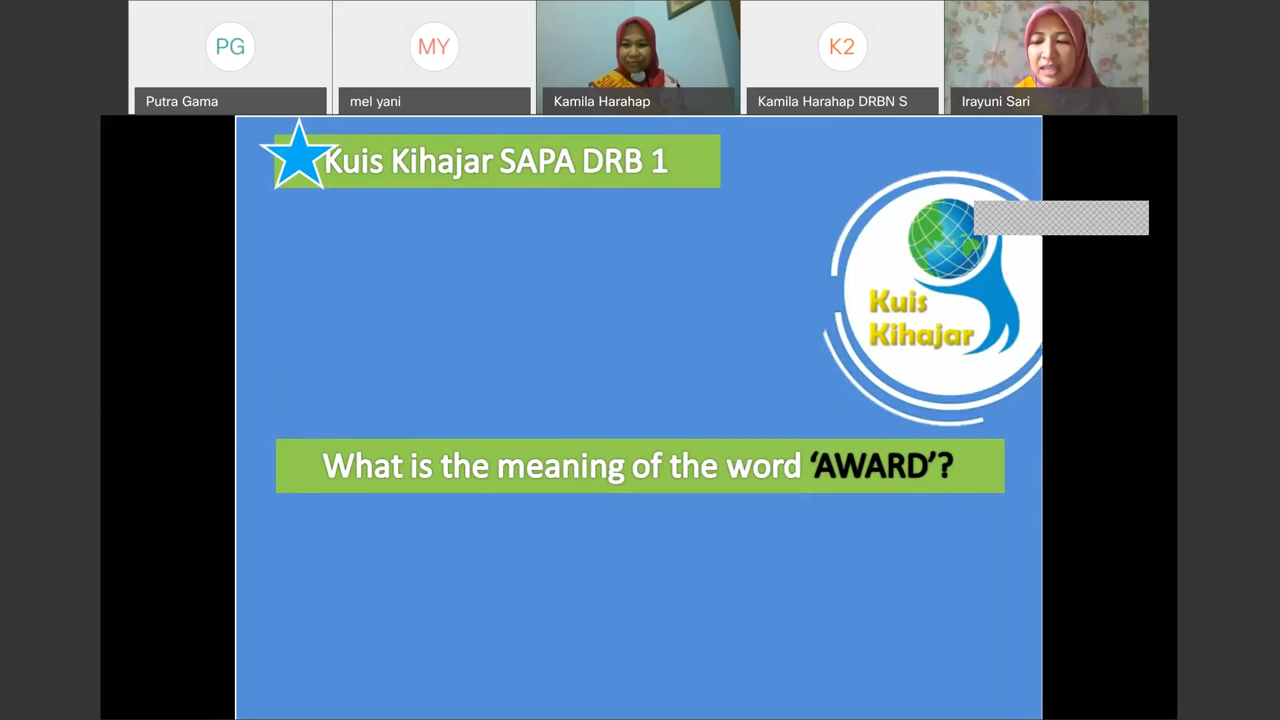 PG
MY
K2
Putra Gama
mel yani
Kamila Harahap
Kamila Harahap DRBN S
Irayuni Sari
Kuis Kihajar SAPA DRB 1
Kuis
Kihajar
What is the meaning of the word ‘AWARD’?